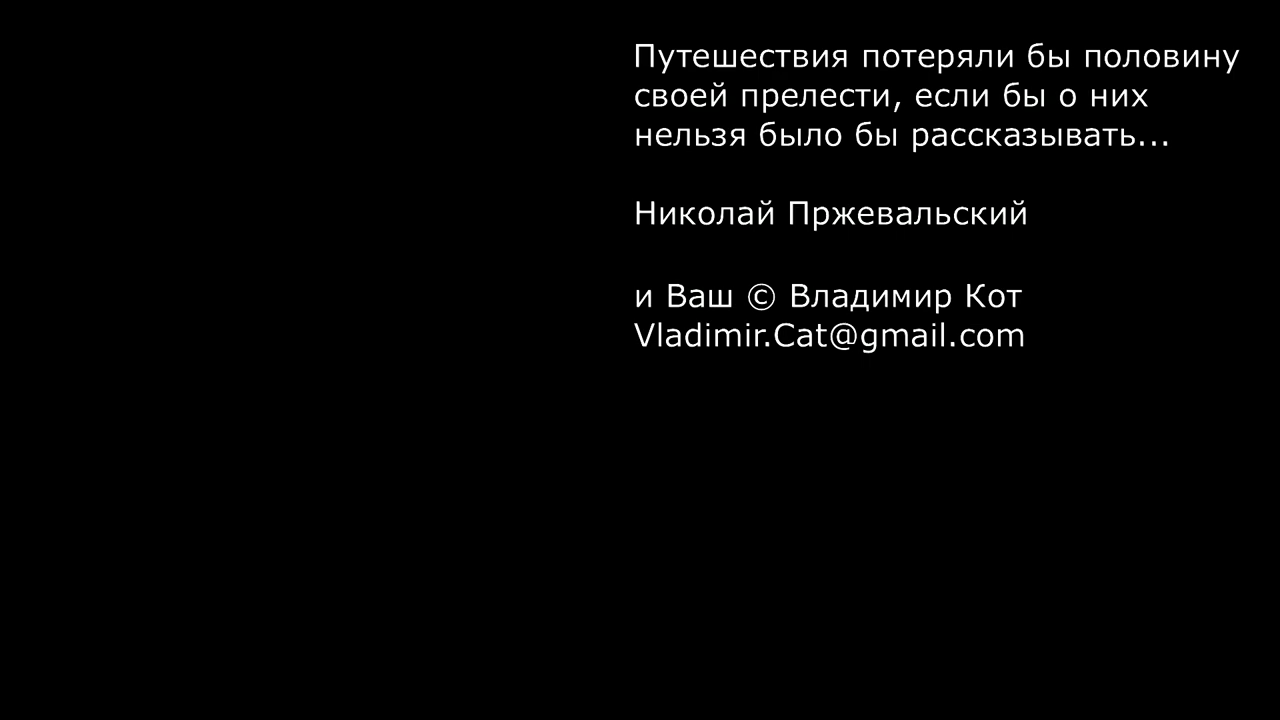 Путешествия потеряли бы половину
своей прелести, если бы о них
нельзя было бы рассказывать...
Николай Пржевальский
и Ваш © Владимир Кот
Vladimir.Cat@gmail.com